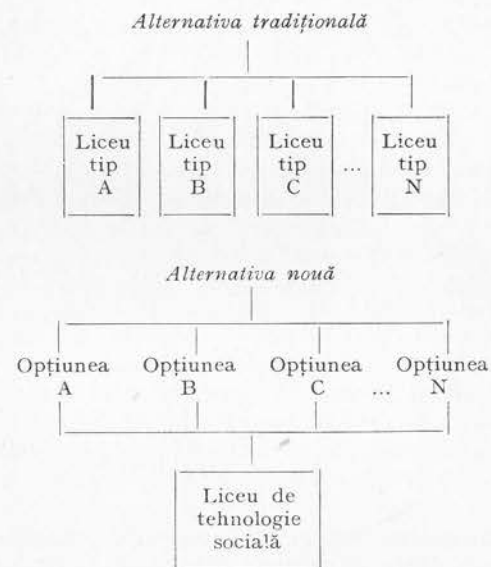 Alternativa tradițională
Liceu Liceu Liceu Liceu
tip tip tip ... tip
A B C N
Alternativa nouă
Opțiunea Opțiunea Opțiunea Opțiunea
A B C ... N
Liceu de
tehnologie
socială